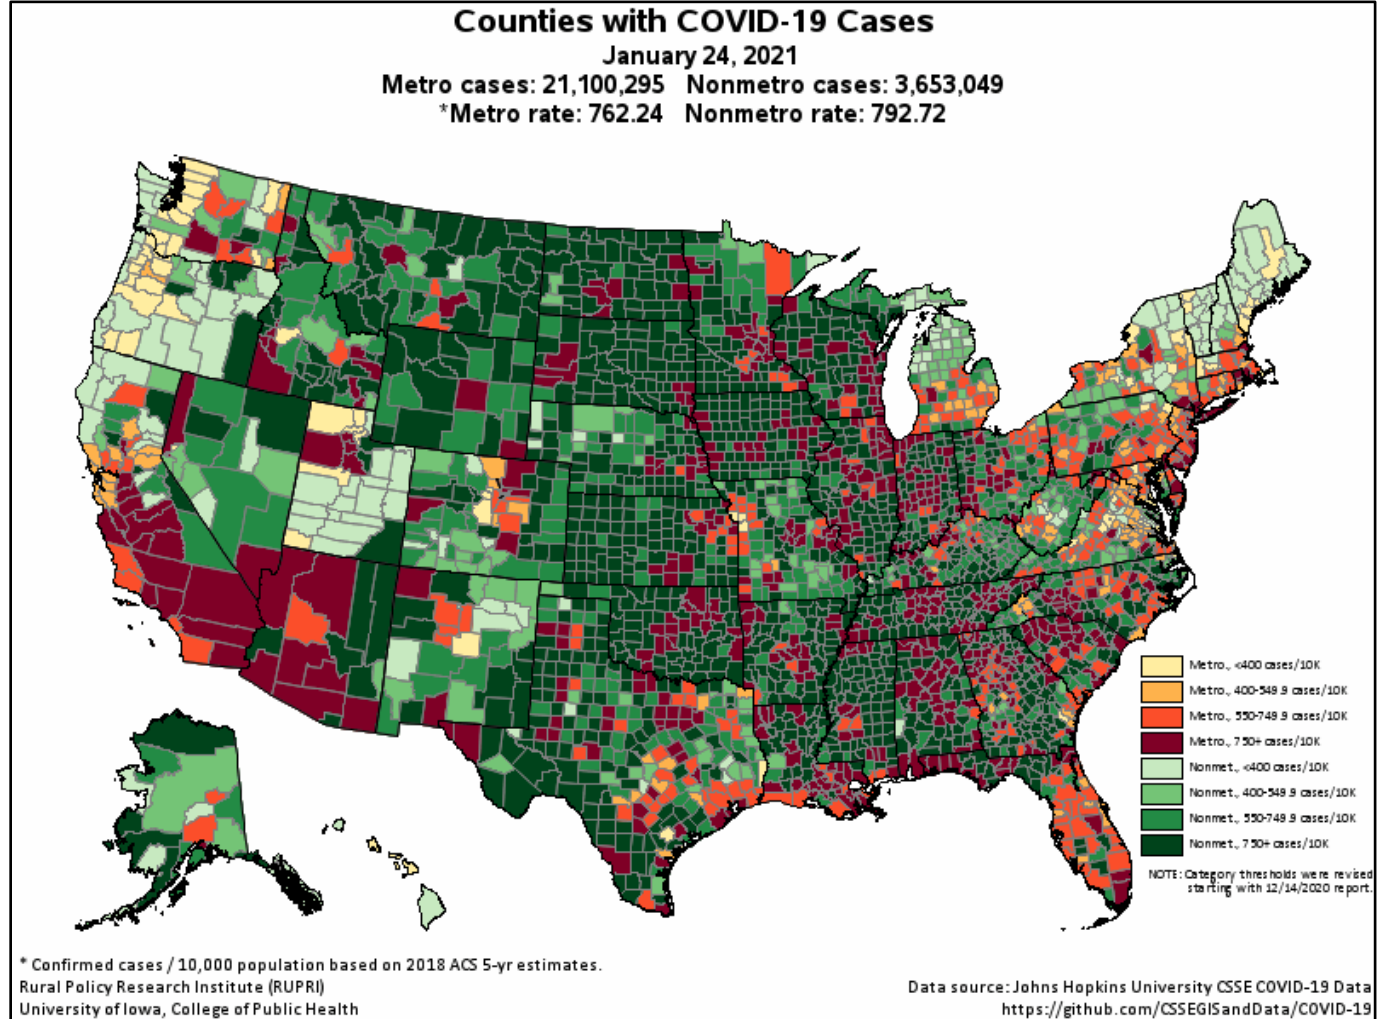 Counties with COVID-19 Cases
January 24, 2021
Metro cases: 21,100,295 Nonmetro cases: 3,653,049
*Metro rate: 762.24 Nonmetro rate: 792.72
Metro., <400 cases/10K
Metro., 400-549.9 cases/10K
Metro., 550-749.9 cases/10K
Metro., 750+ cases/10K
Nonmet., <400 cases/10K
Nonmet., 400-549.9 cases/10K
Nonmet., 550-749.9 cases/10K
Nonmet., 750+ cases/10K
NOTE: Category thresholds were revised
starting with 12/14/2020 report.
* Confirmed cases / 10,000 population based on 2018 ACS 5-yr estimates.
Rural Policy Research Institute (RUPRI)
University of Iowa, College of Public Health
Data source: Johns Hopkins University CSSE COVID-19 Data
https://github.com/CSSEGISandData/COVID-19